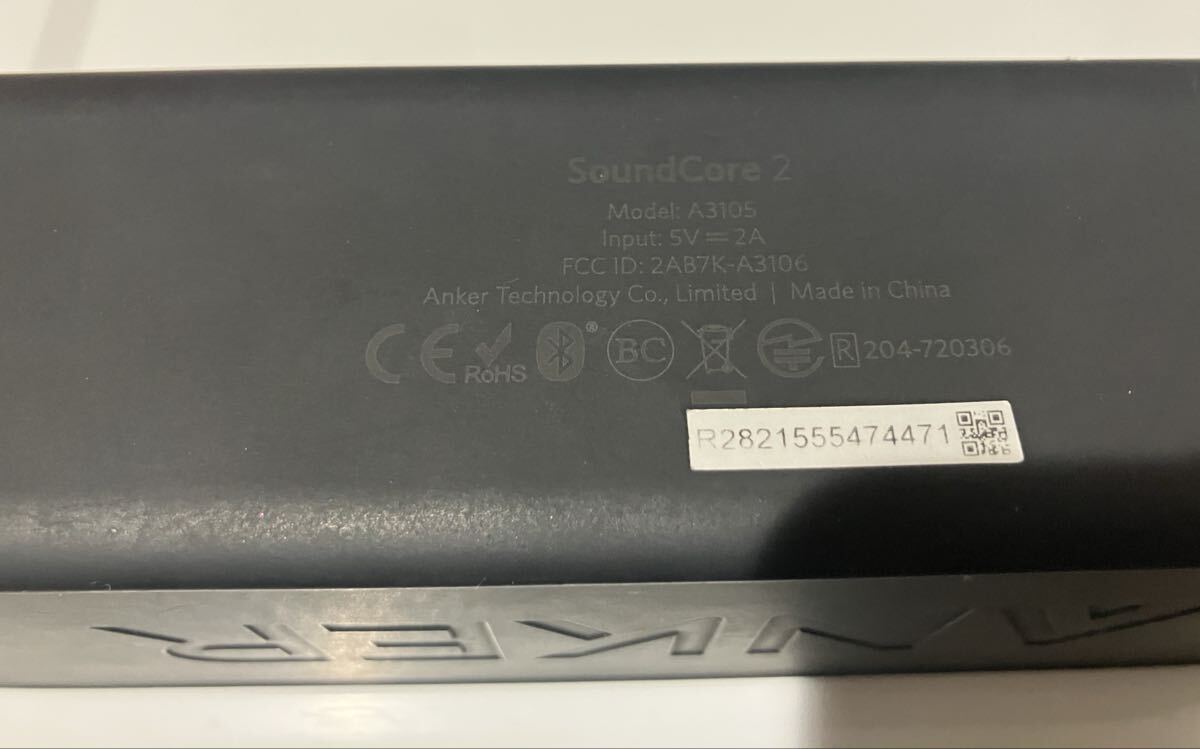 SoundCore 2
Model: A3105
Input: 5V⎓2A
FCC ID: 2AB7K-A3106
Anker Technology Co., Limited | Made in China
CE RoHS ® BC R 204-720306
R2821555474471
ANKER